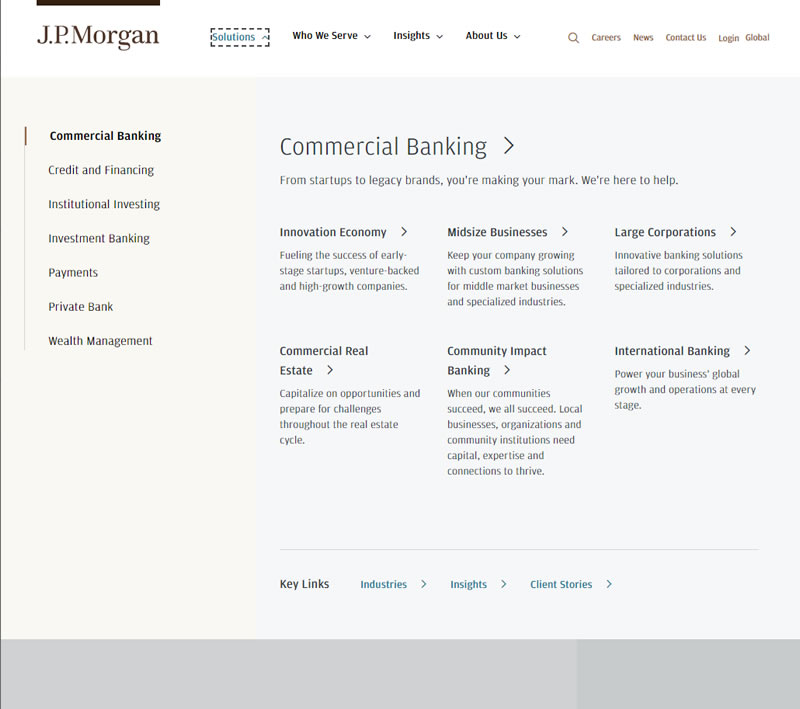 J.P.Morgan
Solutions
Who We Serve
Insights
About Us
Careers
News
Contact Us
Login
Global
Commercial Banking
Credit and Financing
Institutional Investing
Investment Banking
Payments
Private Bank
Wealth Management
Commercial Banking
From startups to legacy brands, you're making your mark. We're here to help.
Innovation Economy
Fueling the success of early-
stage startups, venture-backed
and high-growth companies.
Midsize Businesses
Keep your company growing
with custom banking solutions
for middle market businesses
and specialized industries.
Large Corporations
Innovative banking solutions
tailored to corporations and
specialized industries.
Commercial Real
Estate
Capitalize on opportunities and
prepare for challenges
throughout the real estate
cycle.
Community Impact
Banking
When our communities
succeed, we all succeed. Local
businesses, organizations and
community institutions need
capital, expertise and
connections to thrive.
International Banking
Power your business' global
growth and operations at every
stage.
Key Links
Industries
Insights
Client Stories